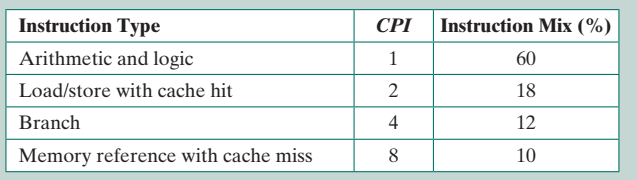 Instruction Type CPI Instruction Mix (%)
Arithmetic and logic 1 60
Load/store with cache hit 2 18
Branch 4 12
Memory reference with cache miss 8 10